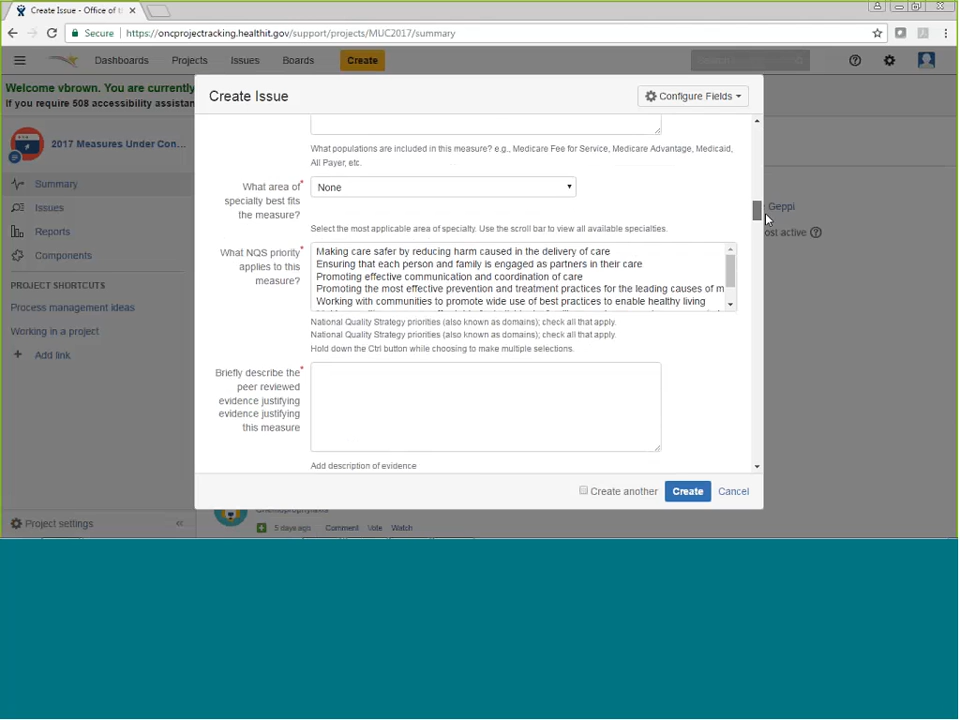 Create Issue - Office of t
Secure
https://oncprojectracking.healthit.gov/support/projects/MUC2017/summary
Dashboards
Projects
Issues
Boards
Create
Search
Welcome vbrown. You are currently
If you require 508 accessibility assistan
2017 Measures Under Con...
Summary
Issues
Reports
Components
PROJECT SHORTCUTS
Process management ideas
Working in a project
+ Add link
Project settings
«
Create Issue
Configure Fields
What populations are included in this measure? e.g., Medicare Fee for Service, Medicare Advantage, Medicaid,
All Payer, etc.
What area of*
specialty best fits
the measure?
None
Select the most applicable area of specialty. Use the scroll bar to view all available specialties.
What NQS priority*
applies to this
measure?
Making care safer by reducing harm caused in the delivery of care
Ensuring that each person and family is engaged as partners in their care
Promoting effective communication and coordination of care
Promoting the most effective prevention and treatment practices for the leading causes of m
Working with communities to promote wide use of best practices to enable healthy living
National Quality Strategy priorities (also known as domains); check all that apply.
National Quality Strategy priorities (also known as domains); check all that apply.
Hold down the Ctrl button while choosing to make multiple selections.
Briefly describe the*
peer reviewed
evidence justifying
evidence justifying
this measure
Add description of evidence
Create another
Create
Cancel
Geppi
ost active
5 days ago
Comment
Vote
Watch